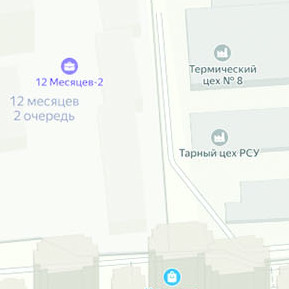 Термический
цех № 8
12 Месяцев-2
12 месяцев
2 очередь
Тарный цех РСУ